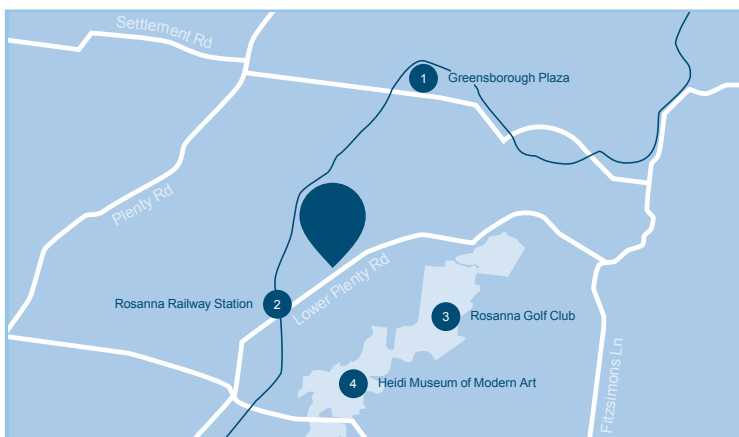 Settlement Rd
1 Greensborough Plaza
Plenty Rd
Lower Plenty Rd
2 Rosanna Railway Station
3 Rosanna Golf Club
Fitzsimons Ln
4 Heidi Museum of Modern Art